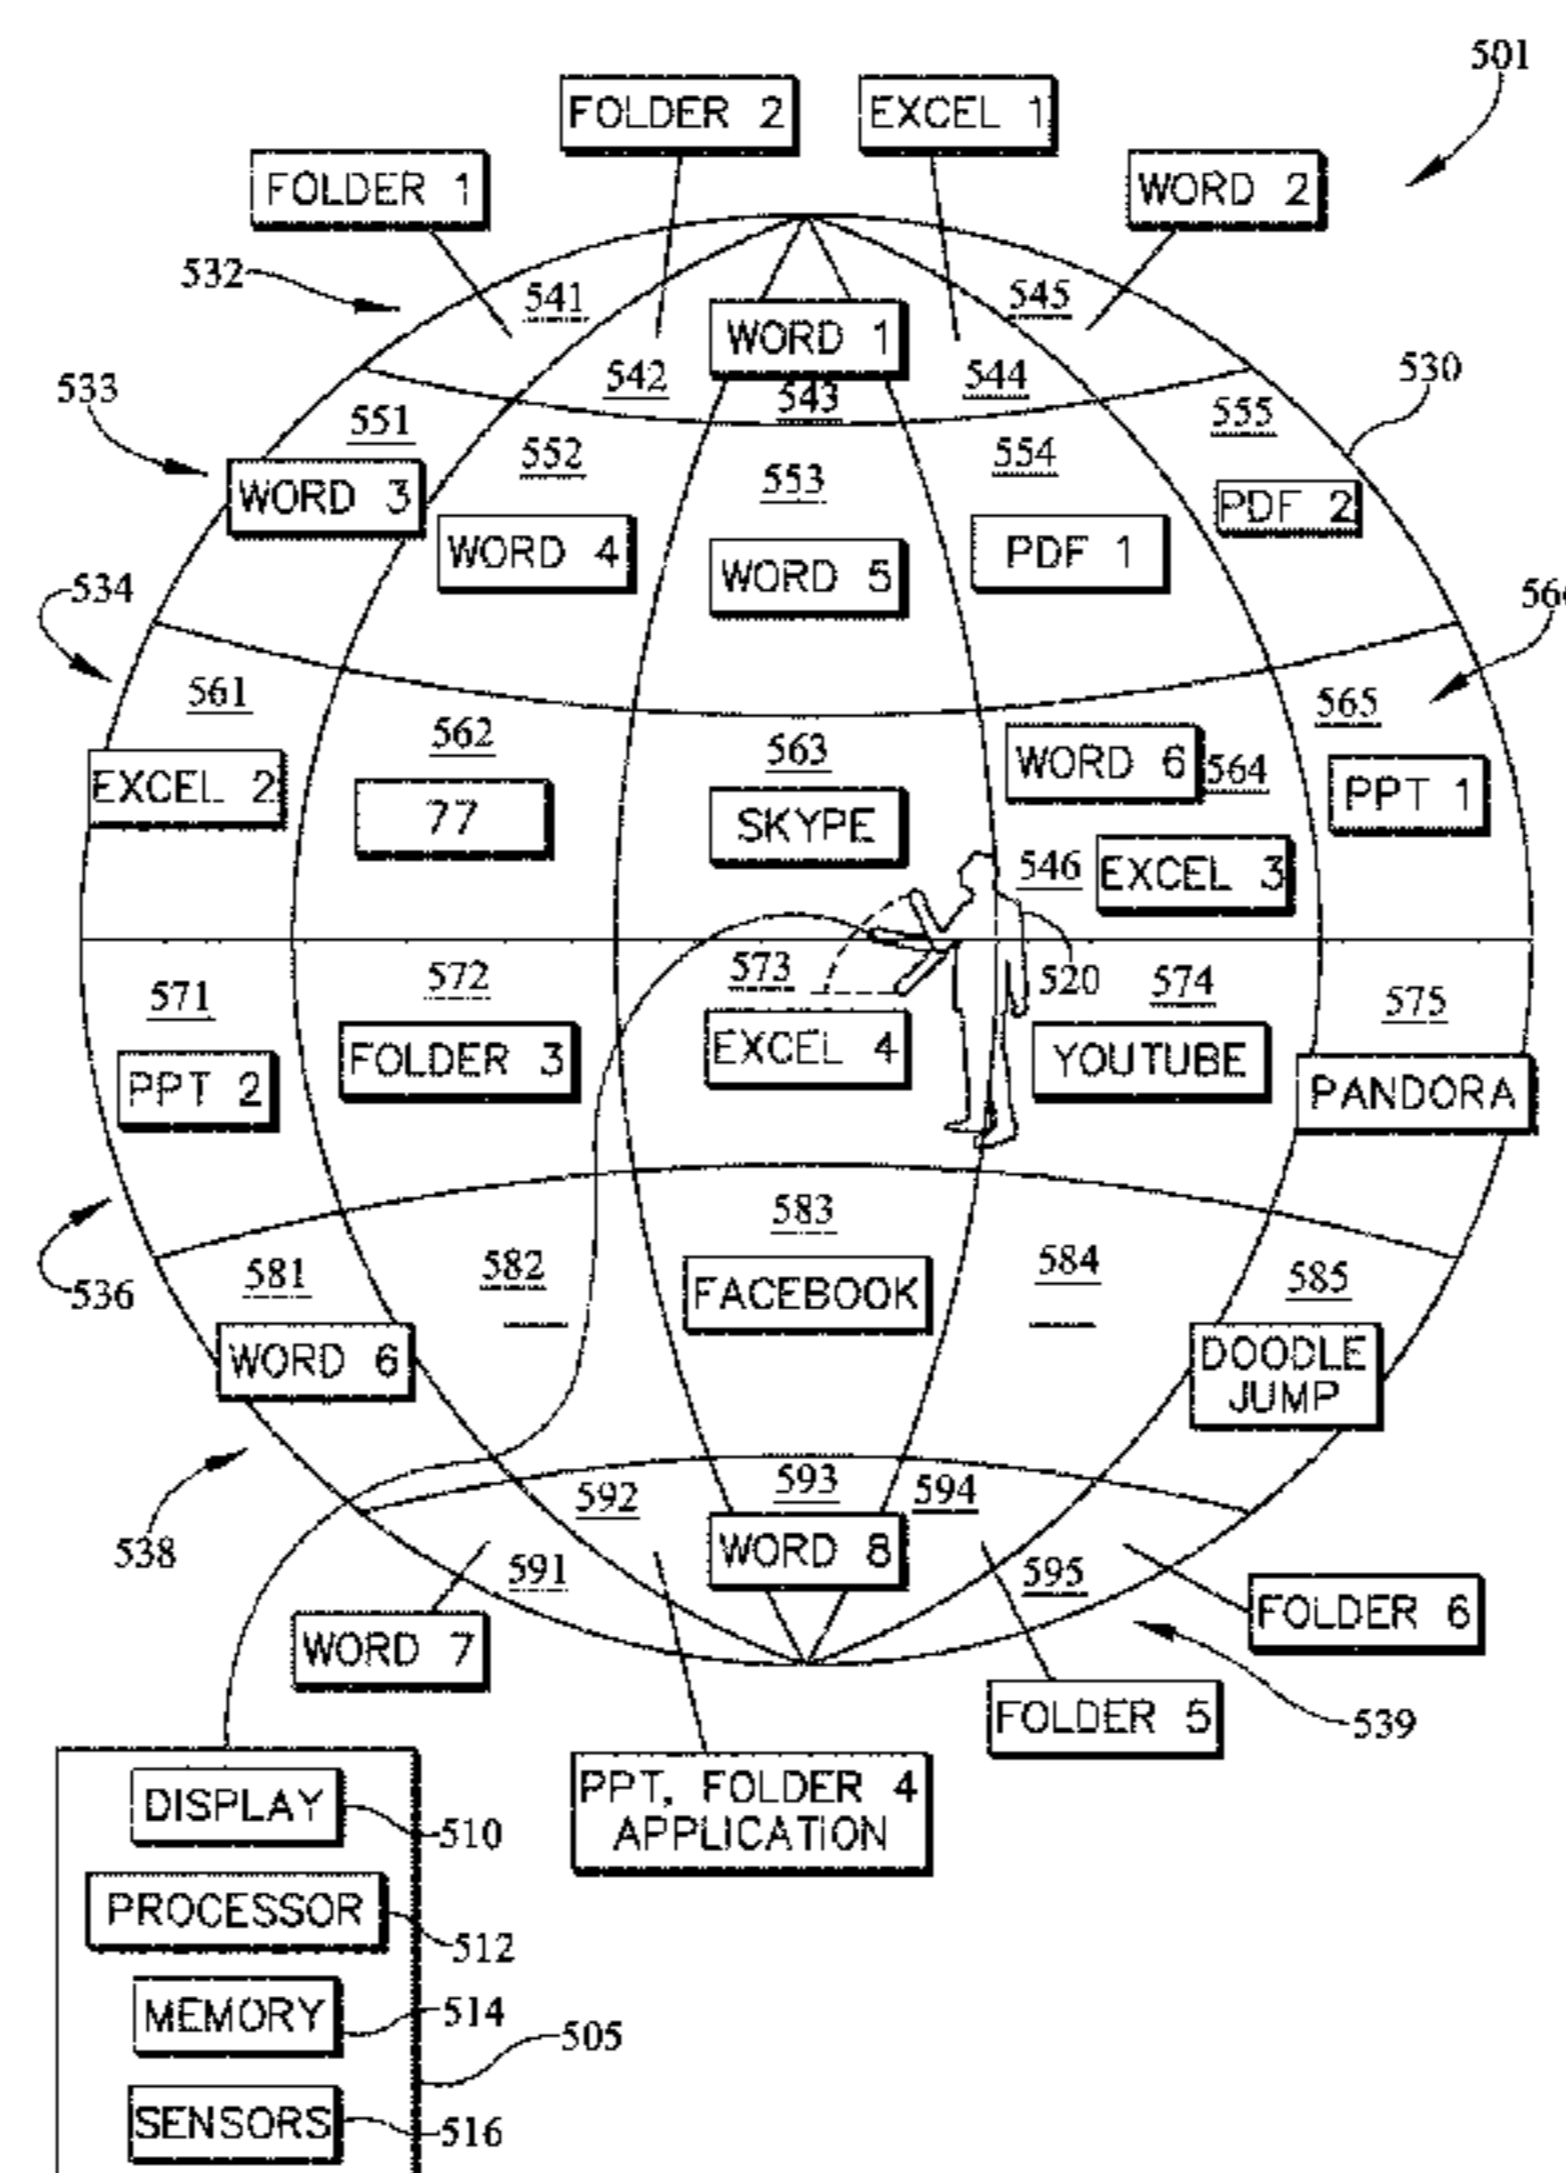 501
FOLDER 2
EXCEL 1
FOLDER 1
WORD 2
532
541
545
WORD 1
542
543
544
533
530
551
552
553
554
555
WORD 3
WORD 4
WORD 5
PDF 1
PDF 2
534
561
562
563
565
WORD 6
564
EXCEL 2
77
SKYPE
PPT 1
546
EXCEL 3
571
572
573
520
574
575
PPT 2
FOLDER 3
EXCEL 4
YOUTUBE
PANDORA
536
581
582
583
584
585
FACEBOOK
WORD 6
DOODLE
JUMP
538
592
593
594
WORD 8
591
595
WORD 7
FOLDER 6
FOLDER 5
539
PPT, FOLDER 4
APPLICATION
DISPLAY
510
PROCESSOR
512
MEMORY
514
505
SENSORS
516